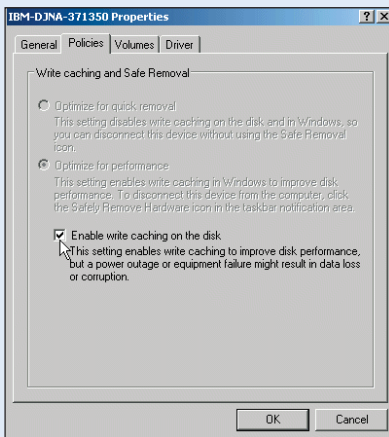 IBM-DJNA-371350 Properties
General Policies Volumes Driver
Write caching and Safe Removal
Optimize for quick removal
This setting disables write caching on the disk and in Windows, so
you can disconnect this device without using the Safe Removal
icon.
Optimize for performance
This setting enables write caching in Windows to improve disk
performance. To disconnect this device from the computer, click
the Safely Remove Hardware icon in the taskbar notification area.
Enable write caching on the disk
This setting enables write caching to improve disk performance,
but a power outage or equipment failure might result in data loss
or corruption.
OK Cancel